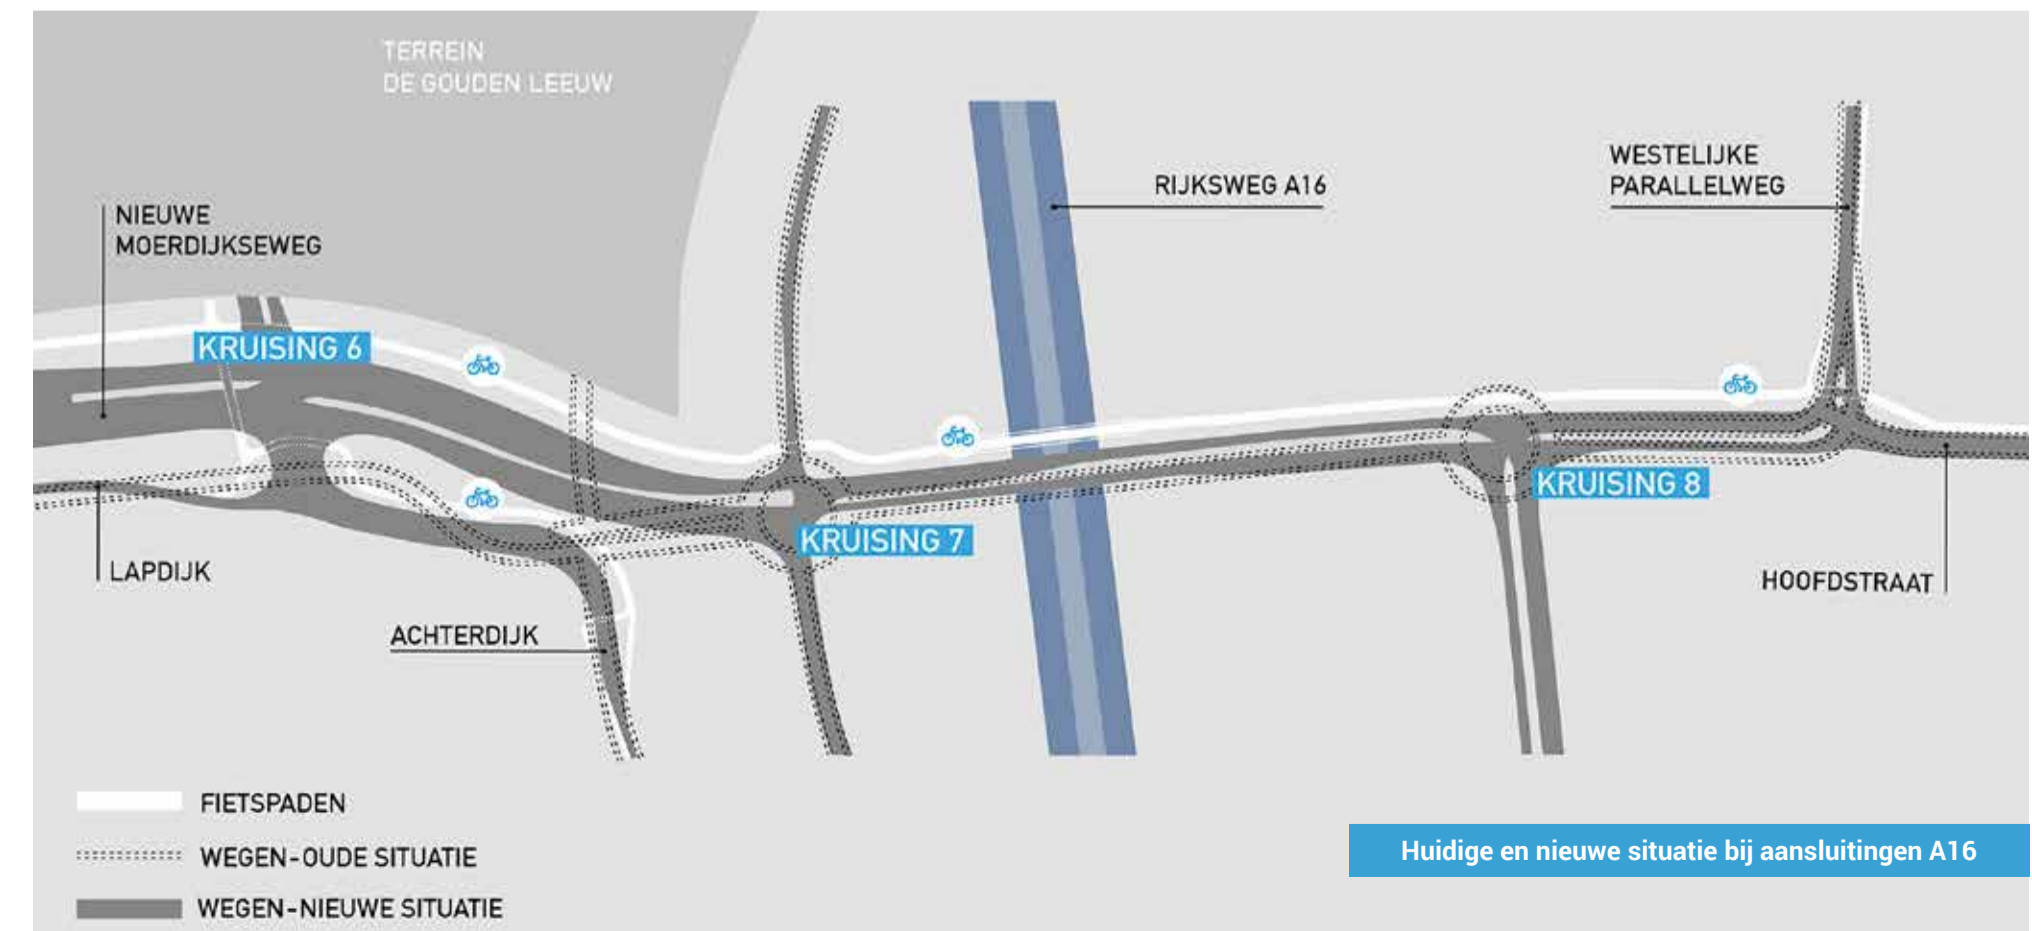 TERREIN
DE GOUDEN LEEUW
NIEUWE
MOERDIJKSEWEG
RIJKSWEG A16
WESTELIJKE
PARALLELWEG
KRUISING 6
KRUISING 7
KRUISING 8
LAPDIJK
ACHTERDIJK
HOOFDSTRAAT
FIETSPADEN
WEGEN-OUDE SITUATIE
WEGEN-NIEUWE SITUATIE
Huidige en nieuwe situatie bij aansluitingen A16